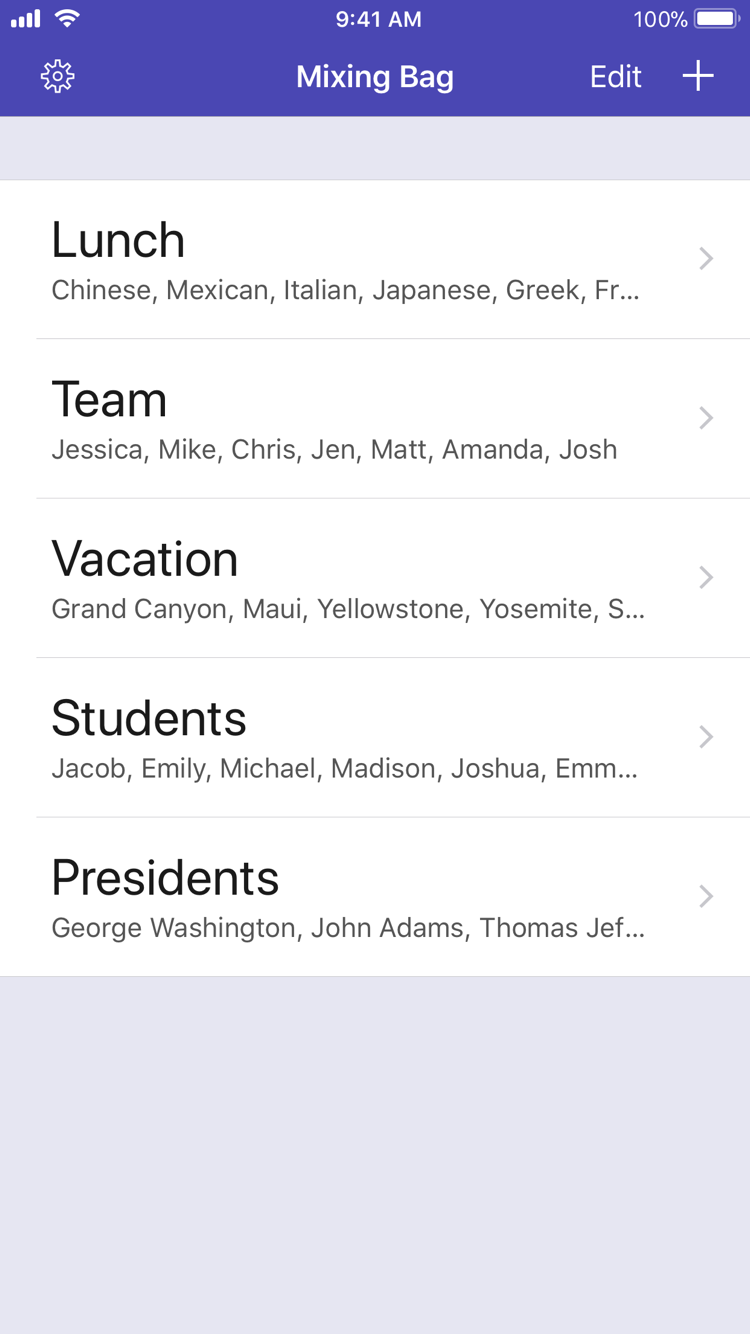 9:41 AM 100%
Mixing Bag Edit
Lunch
Chinese, Mexican, Italian, Japanese, Greek, Fr...
Team
Jessica, Mike, Chris, Jen, Matt, Amanda, Josh
Vacation
Grand Canyon, Maui, Yellowstone, Yosemite, S...
Students
Jacob, Emily, Michael, Madison, Joshua, Emm...
Presidents
George Washington, John Adams, Thomas Jef...